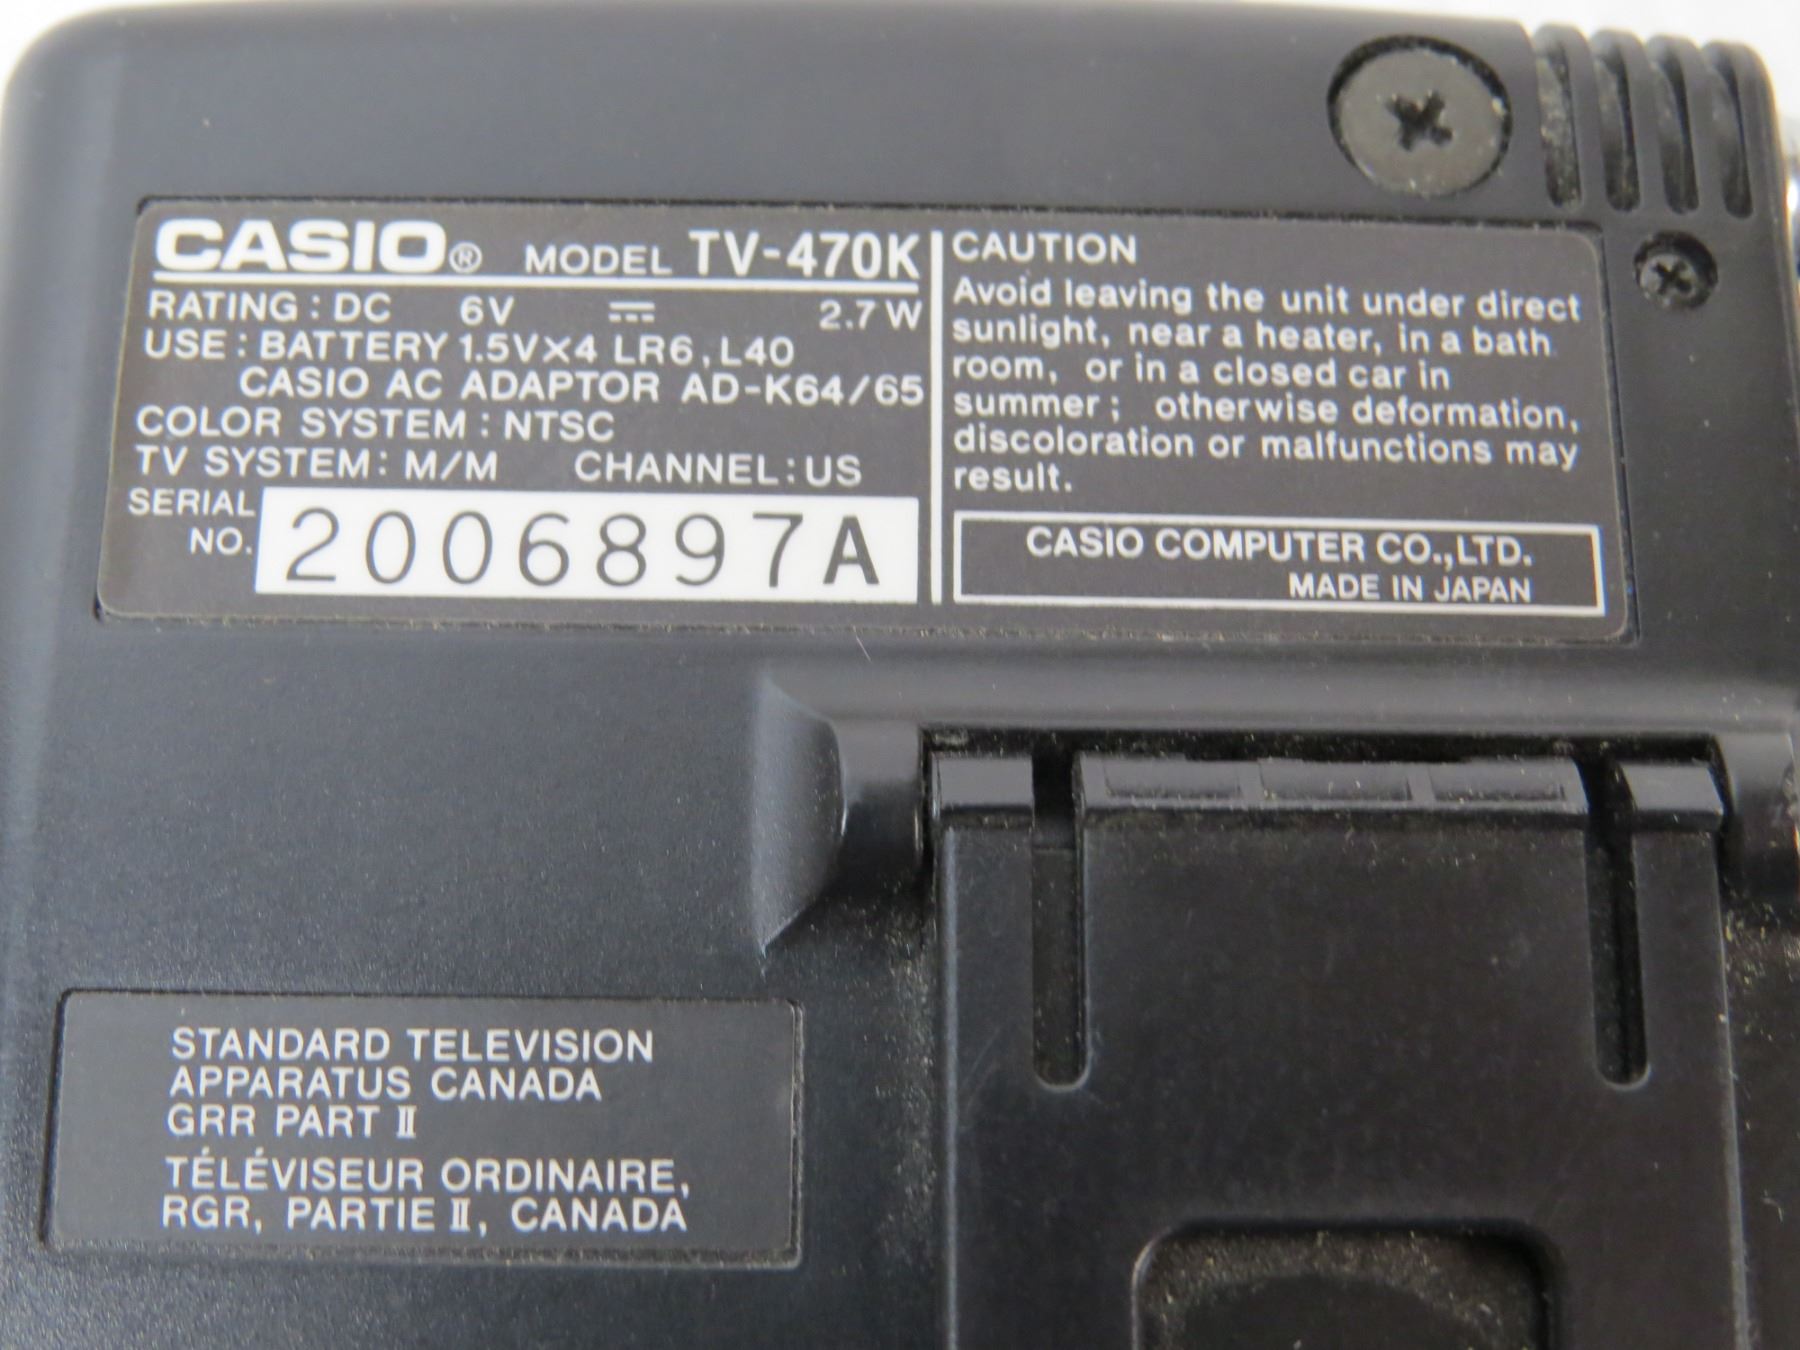 CASIO® MODEL TV-470K
RATING : DC 6V ⎓ 2.7W
USE : BATTERY 1.5V×4 LR6, L40
CASIO AC ADAPTOR AD-K64/65
COLOR SYSTEM : NTSC
TV SYSTEM: M/M CHANNEL: US
SERIAL
NO. 2006897A
CAUTION
Avoid leaving the unit under direct
sunlight, near a heater, in a bath
room, or in a closed car in
summer; otherwise deformation,
discoloration or malfunctions may
result.
CASIO COMPUTER CO.,LTD.
MADE IN JAPAN
STANDARD TELEVISION
APPARATUS CANADA
GRR PART II
TÉLÉVISEUR ORDINAIRE,
RGR, PARTIE II, CANADA